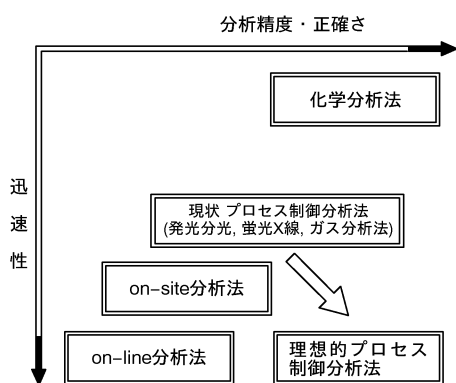 分析精度・正確さ
化学分析法
迅速性
現状 プロセス制御分析法
(発光分光, 蛍光X線, ガス分析法)
on-site分析法
on-line分析法
理想的プロセス
制御分析法